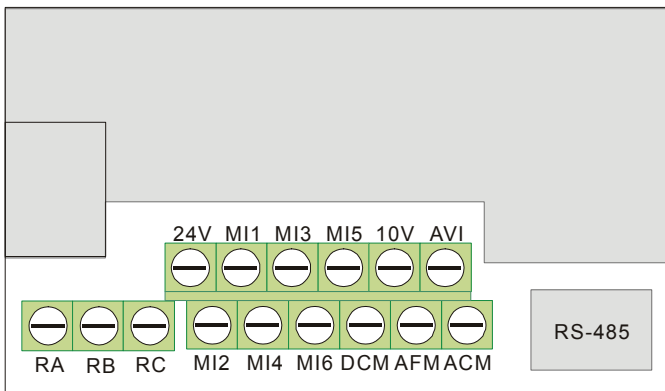 24V MI1 MI3 MI5 10V AVI
RS-485
RA RB RC MI2 MI4 MI6 DCM AFM ACM